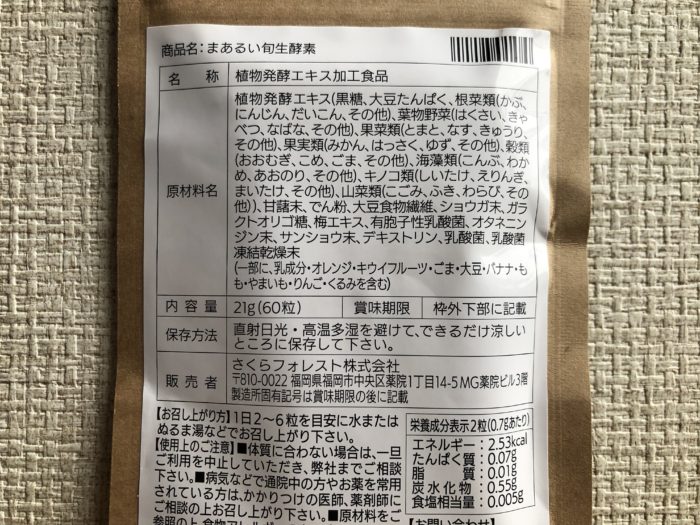 商品名：まあるい旬生酵素
名　称　植物発酵エキス加工食品
原材料名
植物発酵エキス(黒糖、大豆たんぱく、根菜類(かぶ、
にんじん、だいこん、その他)、葉物野菜(はくさい、きゃ
べつ、なばな、その他)、果菜類(とまと、なす、きゅうり、
その他)、果実類(みかん、はっさく、ゆず、その他)、穀類
(おおむぎ、こめ、ごま、その他)、海藻類(こんぶ、わか
め、あおのり、その他)、キノコ類(しいたけ、えりんぎ、
まいたけ、その他)、山菜類(こごみ、ふき、わらび、その
他))、甘藷末、でん粉、大豆食物繊維、ショウガ末、ガラ
クトオリゴ糖、梅エキス、有胞子性乳酸菌、オタネニン
ジン末、サンショウ末、デキストリン、乳酸菌、乳酸菌
凍結乾燥末
(一部に、乳成分・オレンジ・キウイフルーツ・ごま・大豆・バナナ・も
も・やまいも・りんご・くるみを含む)
内容量　21g(60粒)　賞味期限　枠外下部に記載
保存方法　直射日光・高温多湿を避けて、できるだけ涼しい
ところに保存して下さい。
販売者　さくらフォレスト株式会社
〒810-0022 福岡県福岡市中央区薬院1丁目14-5 MG薬院ビル3階
製造所固有記号は賞味期限の後に記載
【お召し上がり方】1日2～6粒を目安に水または
ぬるま湯などでお召し上がり下さい。
【使用上のご注意】■体質に合わない場合は、一旦
ご利用を中止していただき、弊社までご相談
下さい。■病気などで通院中の方やお薬を常用
されている方は、かかりつけの医師、薬剤師に
ご相談の上お召し上がり下さい。■原材料をご
参照の上、食物アレルギー
栄養成分表示2粒(0.7gあたり)
エネルギー：2.53kcal
たんぱく質：0.07g
脂　質：0.01g
炭水化物：0.55g
食塩相当量：0.005g
【お問い合わ